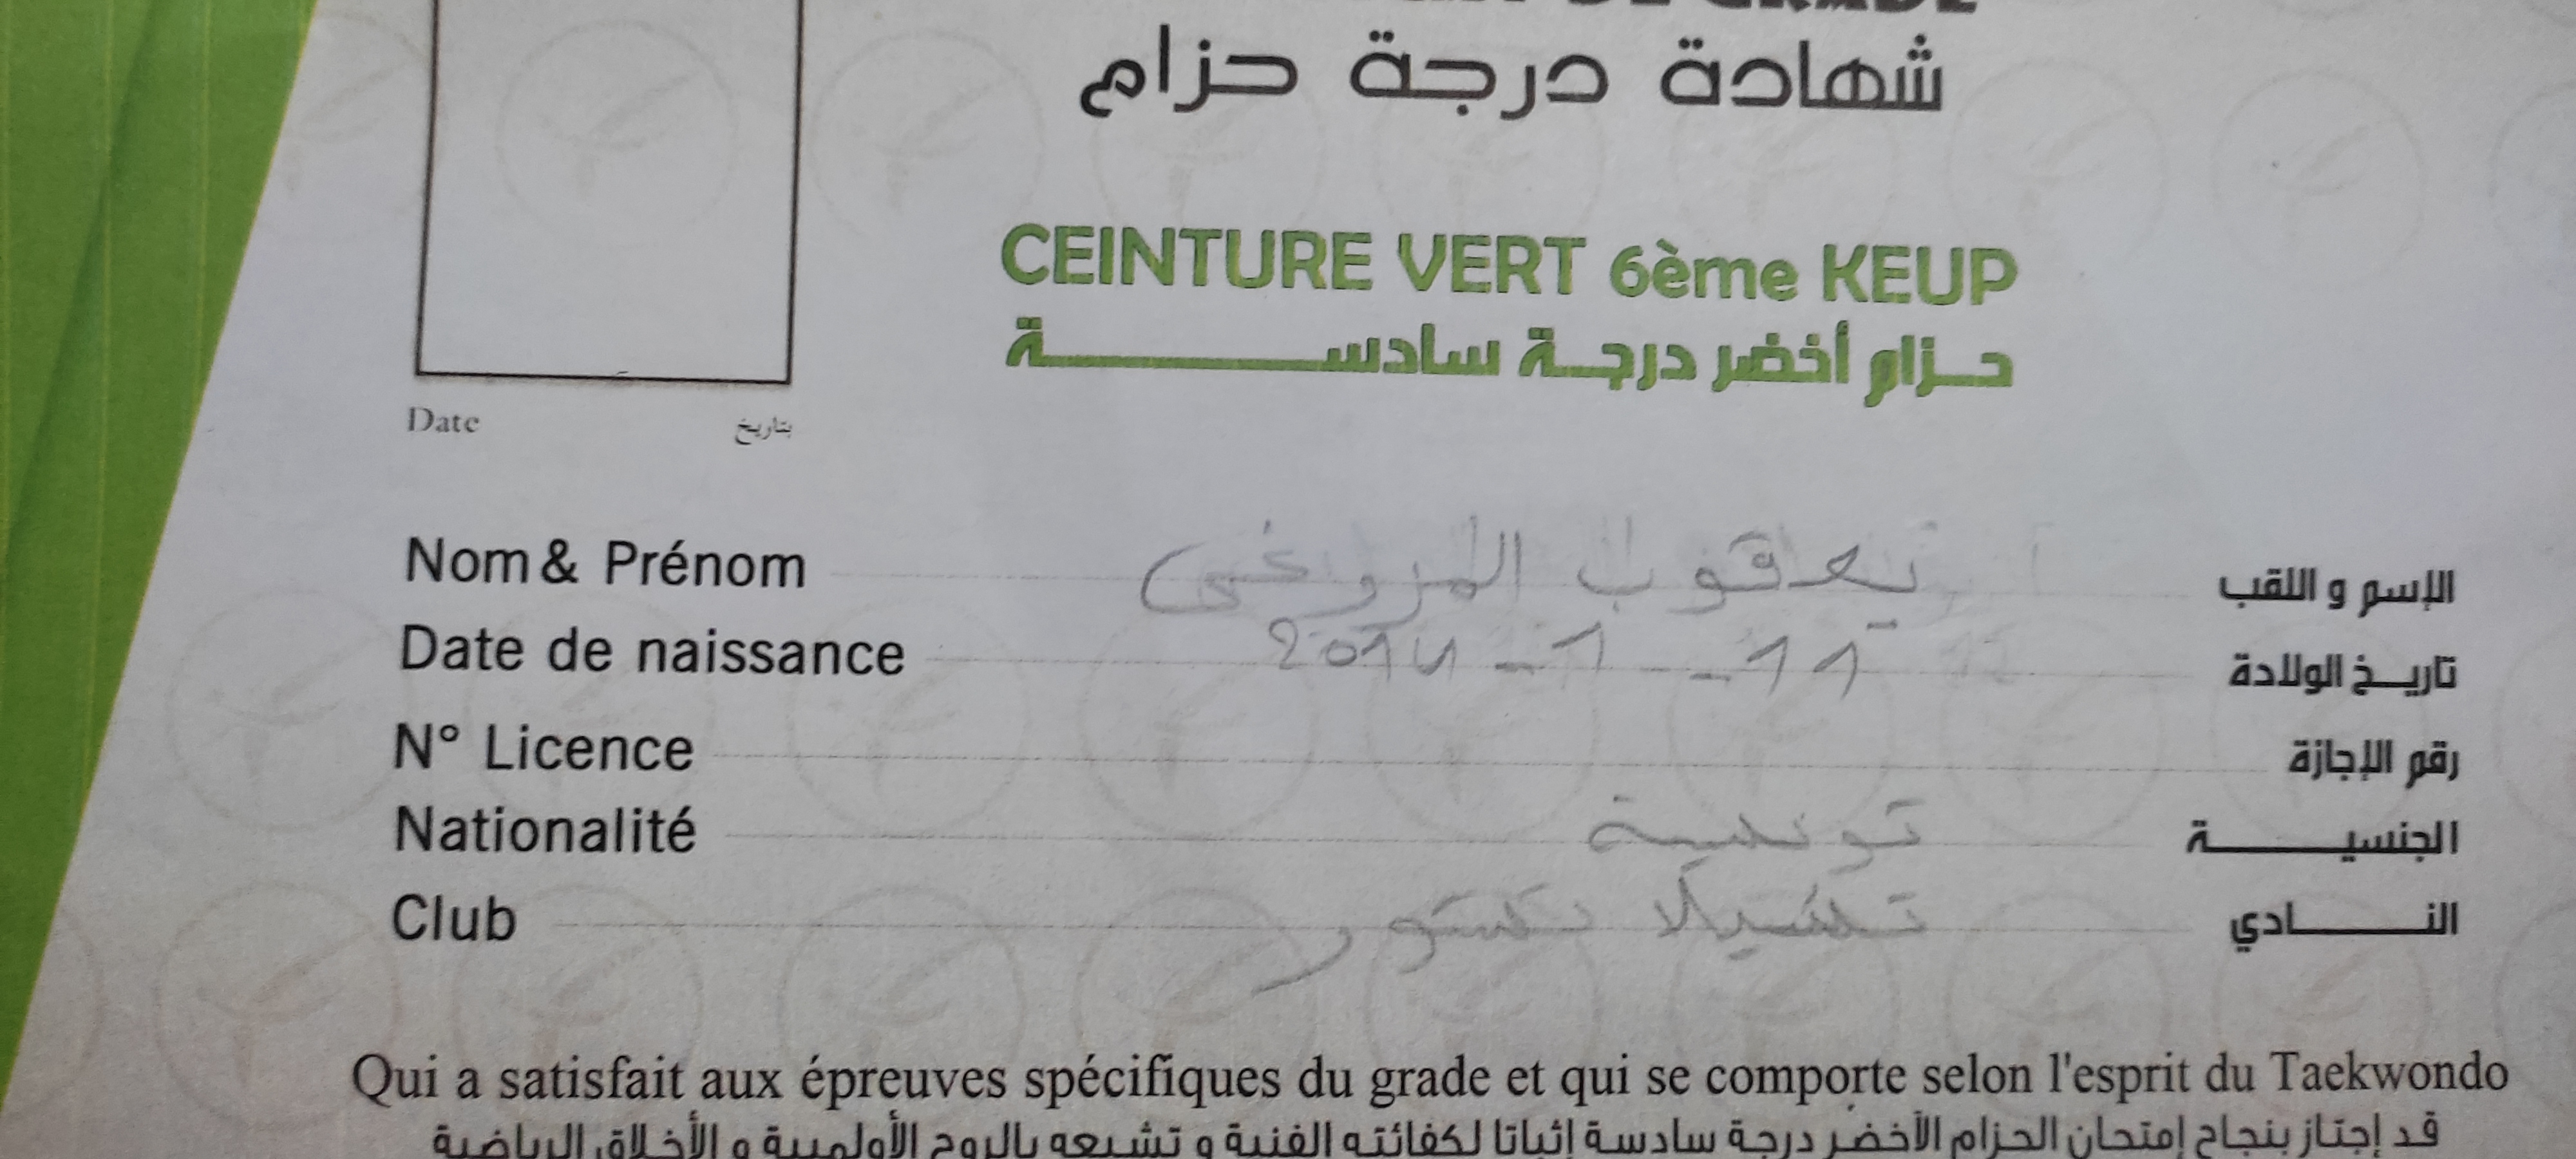 شهادة درجة حزام
CEINTURE VERT 6ème KEUP
حزام أخضر درجة سادسة
Date بتاريخ
Nom & Prénom يعقوب المروخي الإسم و اللقب
Date de naissance 2014 - 1 - 11 تاريخ الولادة
N° Licence رقم الإجازة
Nationalité تونسية الجنسية
Club تستور النادي
Qui a satisfait aux épreuves spécifiques du grade et qui se comporte selon l'esprit du Taekwondo
قد إجتاز بنجاح إمتحان الحزام الأخضر درجة سادسة إثباتا لكفائته الفنية و تشبعه بالروح الأولمبية و الأخلاق الرياضية